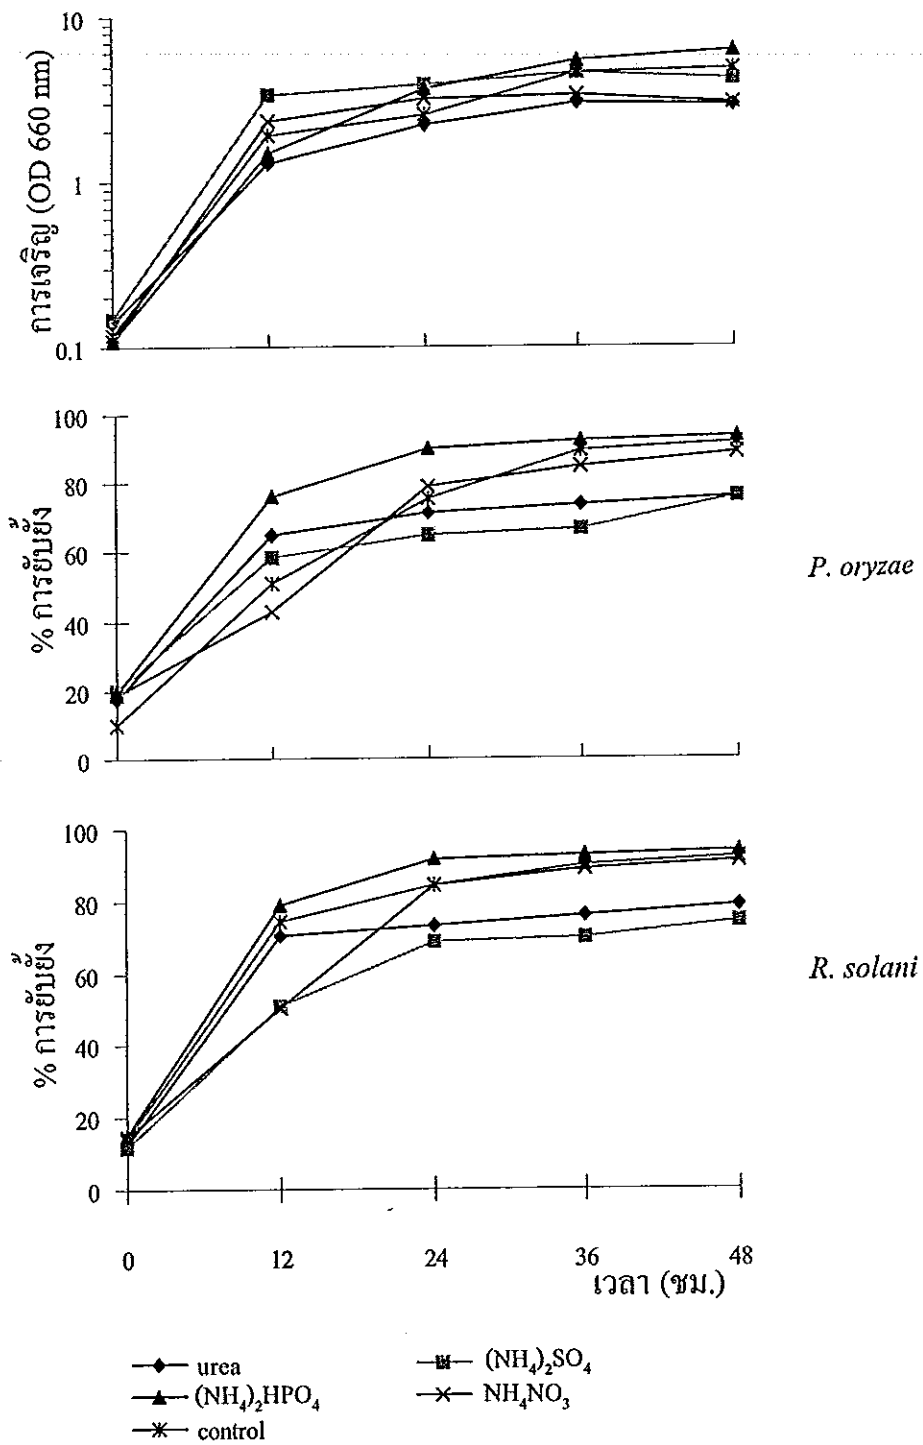 10
1
0.1
การเจริญ (OD 660 nm)
100
80
60
40
20
0
% การยับยั้ง
P. oryzae
100
80
60
40
20
0
% การยับยั้ง
R. solani
0 12 24 36 48
เวลา (ชม.)
urea (NH₄)₂SO₄
(NH₄)₂HPO₄ NH₄NO₃
control